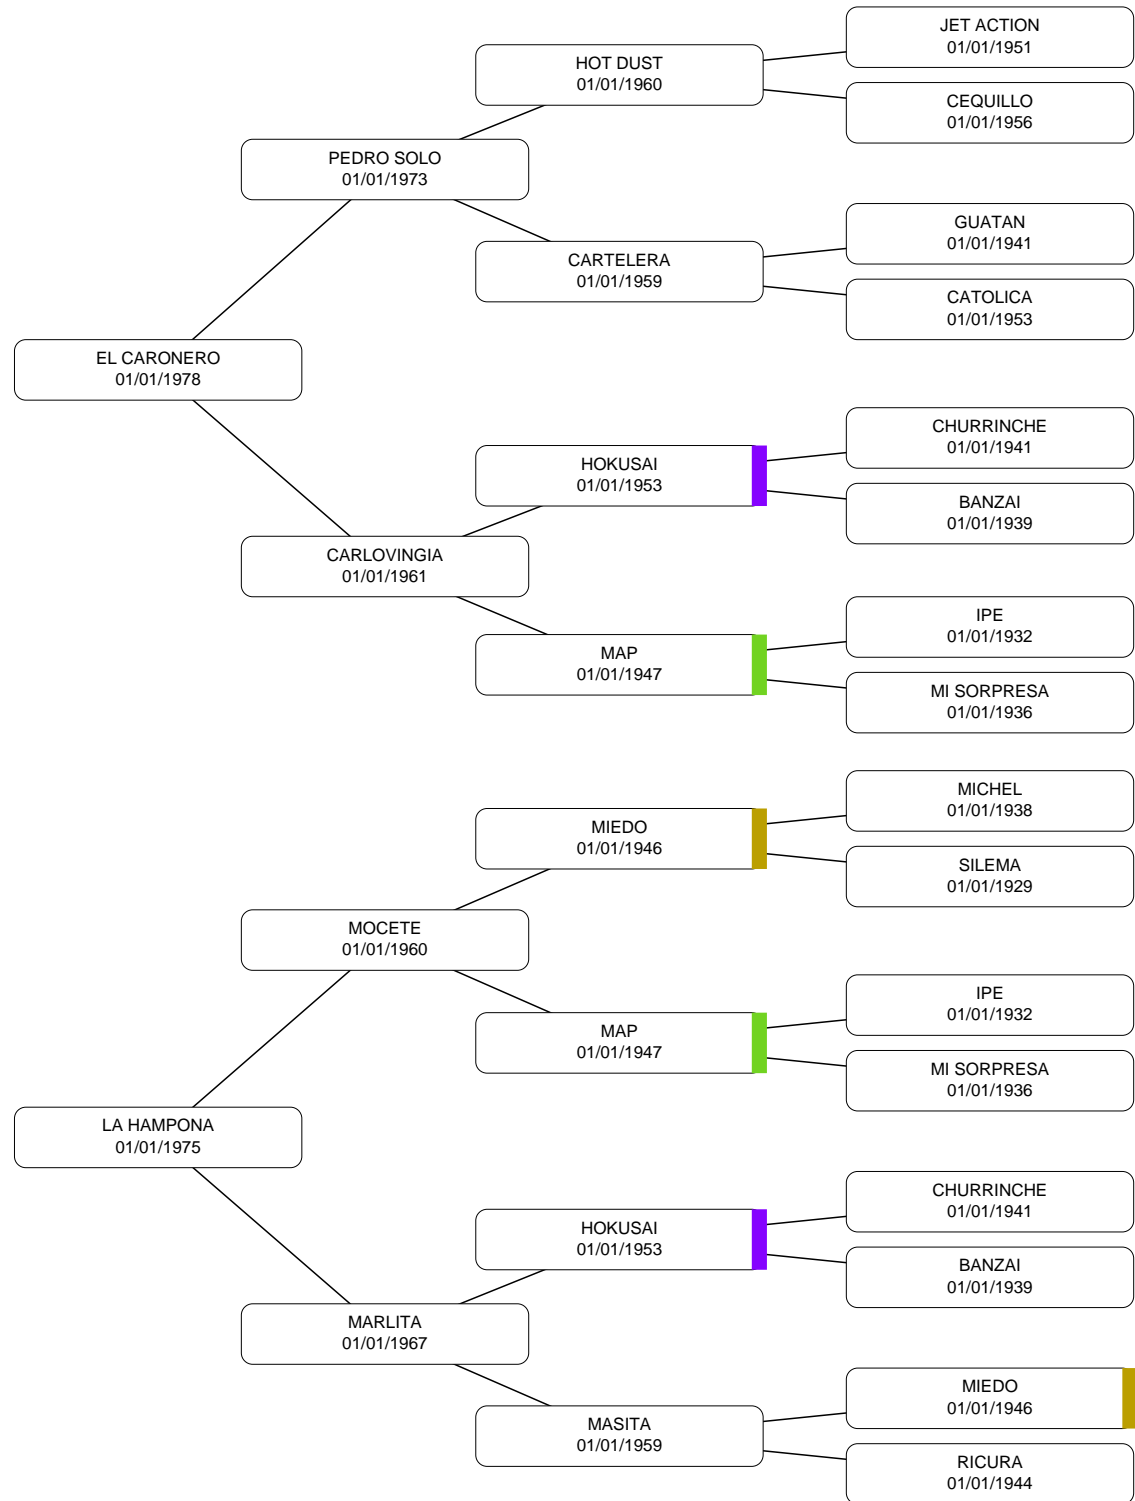 JET ACTION
01/01/1951
HOT DUST
01/01/1960
CEQUILLO
01/01/1956
PEDRO SOLO
01/01/1973
GUATAN
01/01/1941
CARTELERA
01/01/1959
CATOLICA
01/01/1953
EL CARONERO
01/01/1978
CHURRINCHE
01/01/1941
HOKUSAI
01/01/1953
BANZAI
01/01/1939
CARLOVINGIA
01/01/1961
IPE
01/01/1932
MAP
01/01/1947
MI SORPRESA
01/01/1936
MICHEL
01/01/1938
MIEDO
01/01/1946
SILEMA
01/01/1929
MOCETE
01/01/1960
IPE
01/01/1932
MAP
01/01/1947
MI SORPRESA
01/01/1936
LA HAMPONA
01/01/1975
CHURRINCHE
01/01/1941
HOKUSAI
01/01/1953
BANZAI
01/01/1939
MARLITA
01/01/1967
MIEDO
01/01/1946
MASITA
01/01/1959
RICURA
01/01/1944